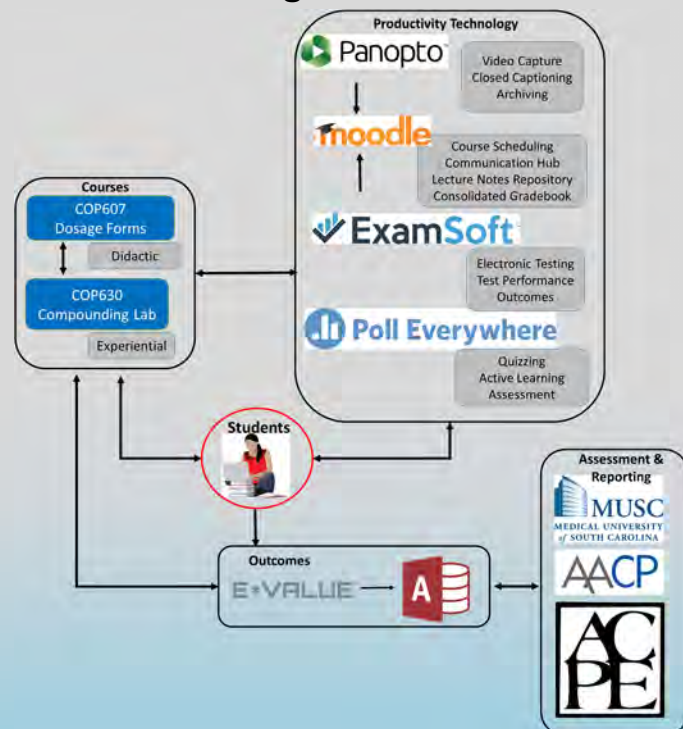 Productivity Technology
Panopto
Video Capture
Closed Captioning
Archiving
moodle
Course Scheduling
Communication Hub
Lecture Notes Repository
Consolidated Gradebook
Courses
COP607
Dosage Forms
Didactic
COP630
Compounding Lab
Experiential
ExamSoft
Electronic Testing
Test Performance
Outcomes
Poll Everywhere
Quizzing
Active Learning
Assessment
Students
Outcomes
E*VALUE
A
Assessment &
Reporting
MUSC
MEDICAL UNIVERSITY
of SOUTH CAROLINA
AACP
AC
PE